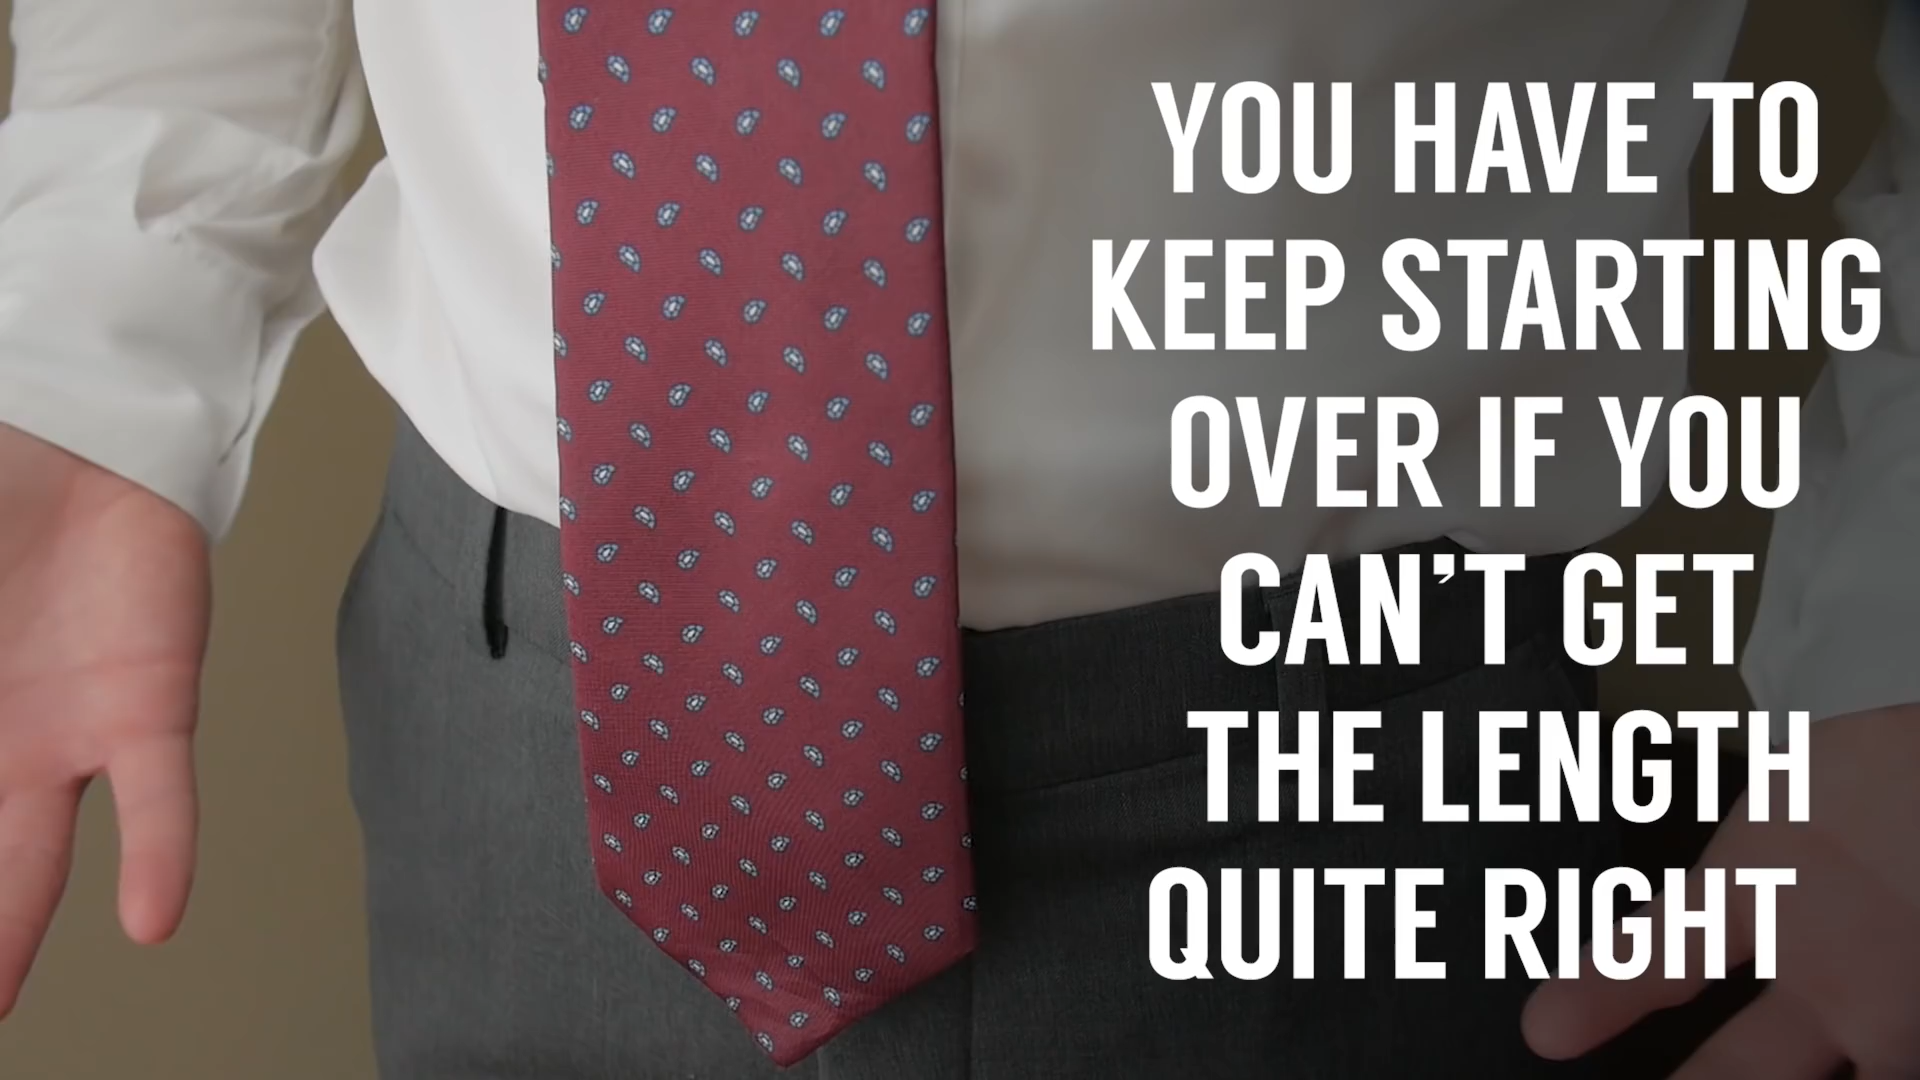 YOU HAVE TO
KEEP STARTING
OVER IF YOU
CAN'T GET
THE LENGTH
QUITE RIGHT